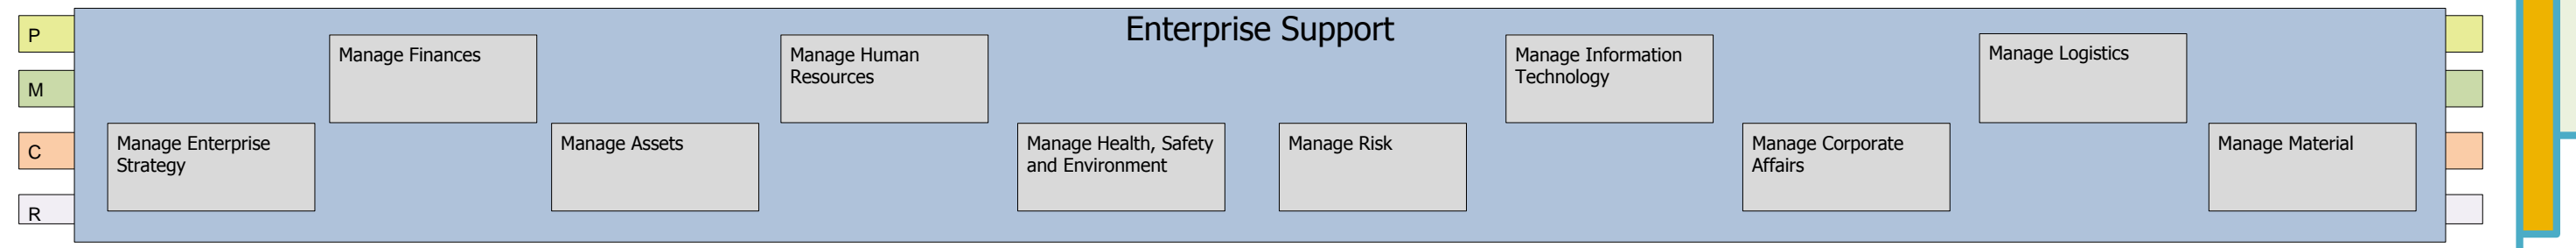 Enterprise Support
P
M
C
R
Manage Finances
Manage Human
Resources
Manage Information
Technology
Manage Logistics
Manage Enterprise
Strategy
Manage Assets
Manage Health, Safety
and Environment
Manage Risk
Manage Corporate
Affairs
Manage Material